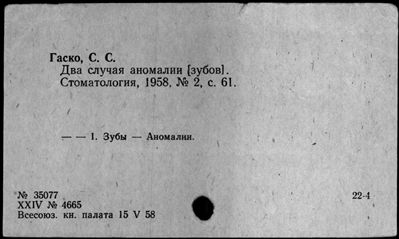 Гаско, С. С.
Два случая аномалии [зубов].
Стоматология, 1958, № 2, с. 61.
— — 1. Зубы — Аномалии.
№ 35077
22-4
XXIV № 4665
Всесоюз. кн. палата 15 V 58